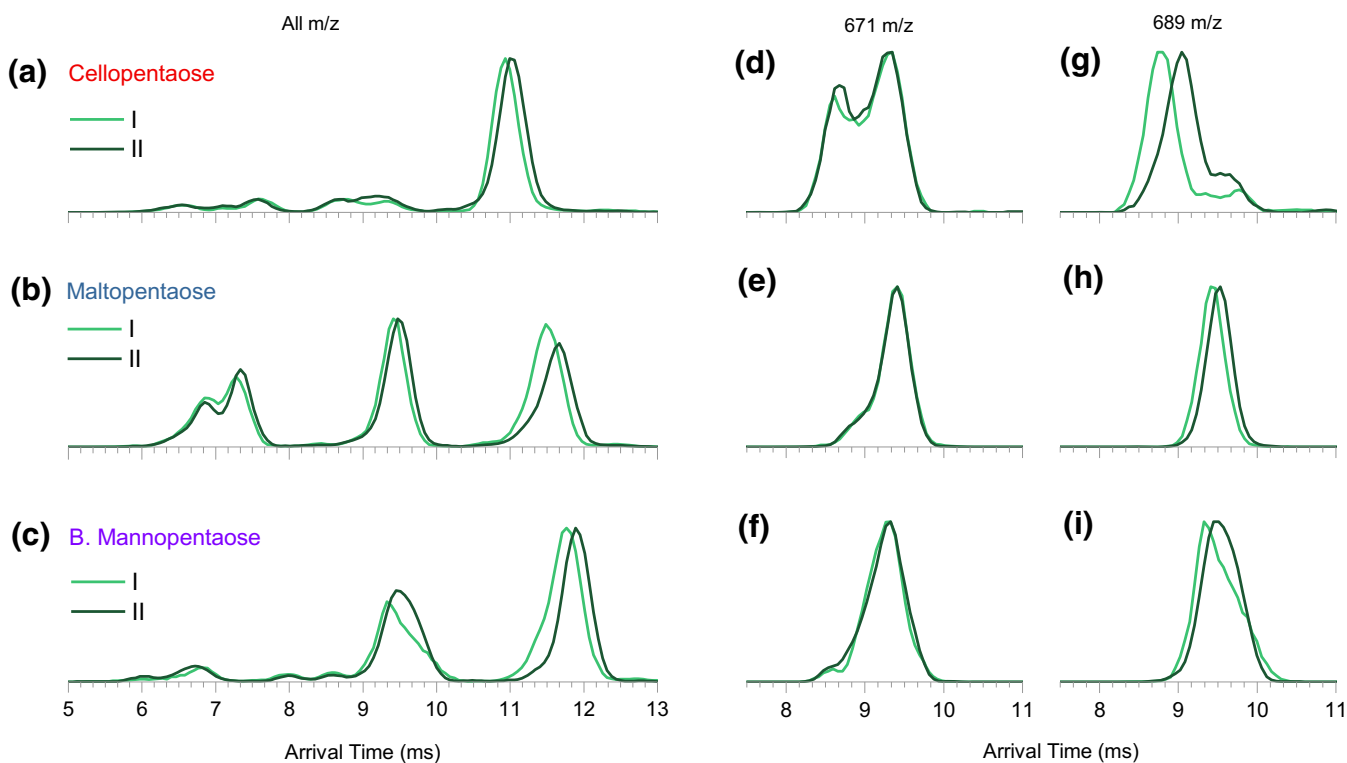 All m/z
671 m/z
689 m/z
(a) Cellopentaose
I
II
(d)
(g)
(b) Maltopentaose
I
II
(e)
(h)
(c) B. Mannopentaose
I
II
(f)
(i)
5 6 7 8 9 10 11 12 13
8 9 10 11
8 9 10 11
Arrival Time (ms)
Arrival Time (ms)